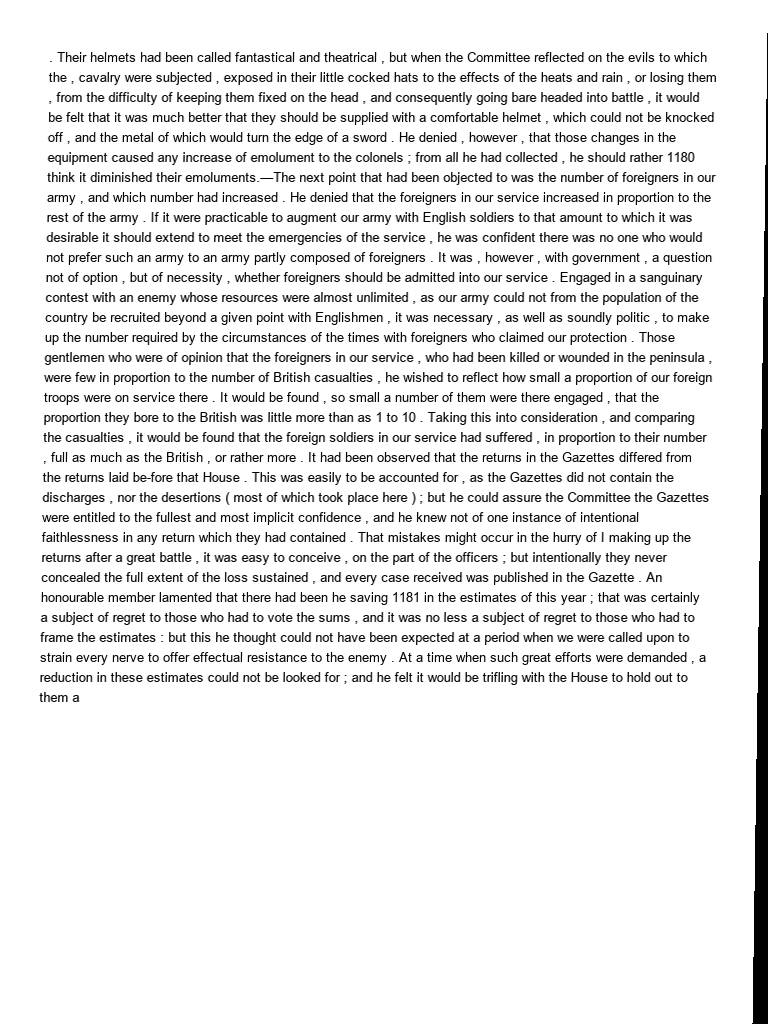 . Their helmets had been called fantastical and theatrical , but when the Committee reflected on the evils to which
the , cavalry were subjected , exposed in their little cocked hats to the effects of the heats and rain , or losing them
, from the difficulty of keeping them fixed on the head , and consequently going bare headed into battle , it would
be felt that it was much better that they should be supplied with a comfortable helmet , which could not be knocked
off , and the metal of which would turn the edge of a sword . He denied , however , that those changes in the
equipment caused any increase of emolument to the colonels ; from all he had collected , he should rather 1180
think it diminished their emoluments.—The next point that had been objected to was the number of foreigners in our
army , and which number had increased . He denied that the foreigners in our service increased in proportion to the
rest of the army . If it were practicable to augment our army with English soldiers to that amount to which it was
desirable it should extend to meet the emergencies of the service , he was confident there was no one who would
not prefer such an army to an army partly composed of foreigners . It was , however , with government , a question
not of option , but of necessity , whether foreigners should be admitted into our service . Engaged in a sanguinary
contest with an enemy whose resources were almost unlimited , as our army could not from the population of the
country be recruited beyond a given point with Englishmen , it was necessary , as well as soundly politic , to make
up the number required by the circumstances of the times with foreigners who claimed our protection . Those
gentlemen who were of opinion that the foreigners in our service , who had been killed or wounded in the peninsula ,
were few in proportion to the number of British casualties , he wished to reflect how small a proportion of our foreign
troops were on service there . It would be found , so small a number of them were there engaged , that the
proportion they bore to the British was little more than as 1 to 10 . Taking this into consideration , and comparing
the casualties , it would be found that the foreign soldiers in our service had suffered , in proportion to their number
, full as much as the British , or rather more . It had been observed that the returns in the Gazettes differed from
the returns laid be-fore that House . This was easily to be accounted for , as the Gazettes did not contain the
discharges , nor the desertions ( most of which took place here ) ; but he could assure the Committee the Gazettes
were entitled to the fullest and most implicit confidence , and he knew not of one instance of intentional
faithlessness in any return which they had contained . That mistakes might occur in the hurry of I making up the
returns after a great battle , it was easy to conceive , on the part of the officers ; but intentionally they never
concealed the full extent of the loss sustained , and every case received was published in the Gazette . An
honourable member lamented that there had been he saving 1181 in the estimates of this year ; that was certainly
a subject of regret to those who had to vote the sums , and it was no less a subject of regret to those who had to
frame the estimates : but this he thought could not have been expected at a period when we were called upon to
strain every nerve to offer effectual resistance to the enemy . At a time when such great efforts were demanded , a
reduction in these estimates could not be looked for ; and he felt it would be trifling with the House to hold out to
them a